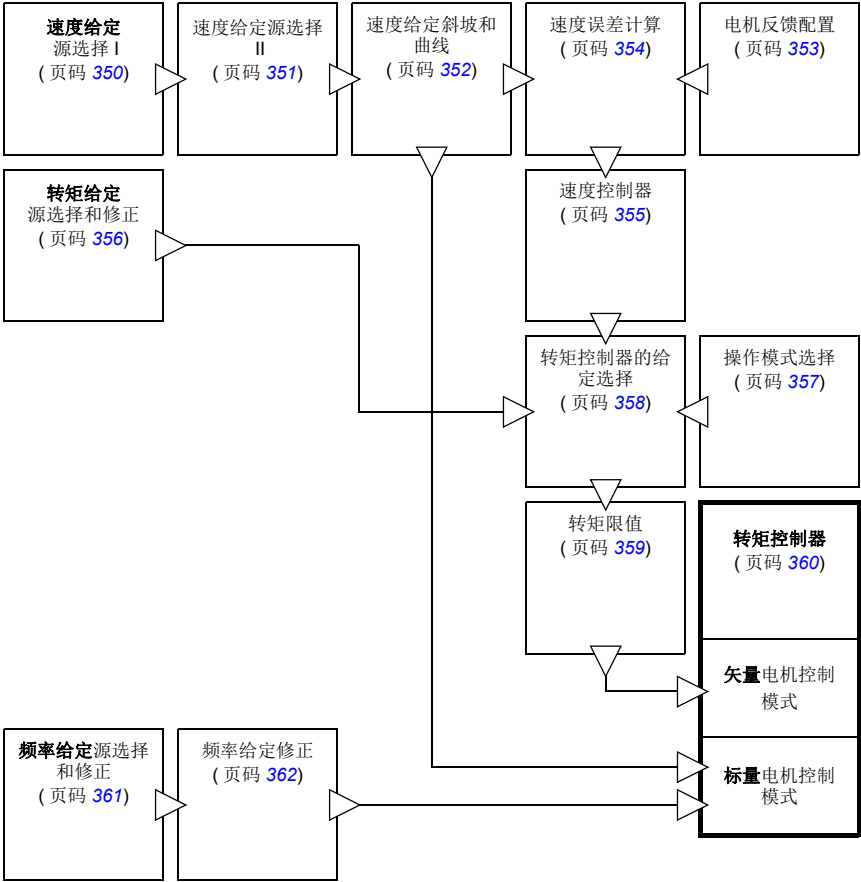 速度给定
源选择 I
( 页码 350)
速度给定源选择
II
( 页码 351)
速度给定斜坡和
曲线
( 页码 352)
速度误差计算
( 页码 354)
电机反馈配置
( 页码 353)
转矩给定
源选择和修正
( 页码 356)
速度控制器
( 页码 355)
转矩控制器的给
定选择
( 页码 358)
操作模式选择
( 页码 357)
转矩限值
( 页码 359)
转矩控制器
( 页码 360)
矢量电机控制
模式
频率给定源选择
和修正
( 页码 361)
频率给定修正
( 页码 362)
标量电机控制
模式